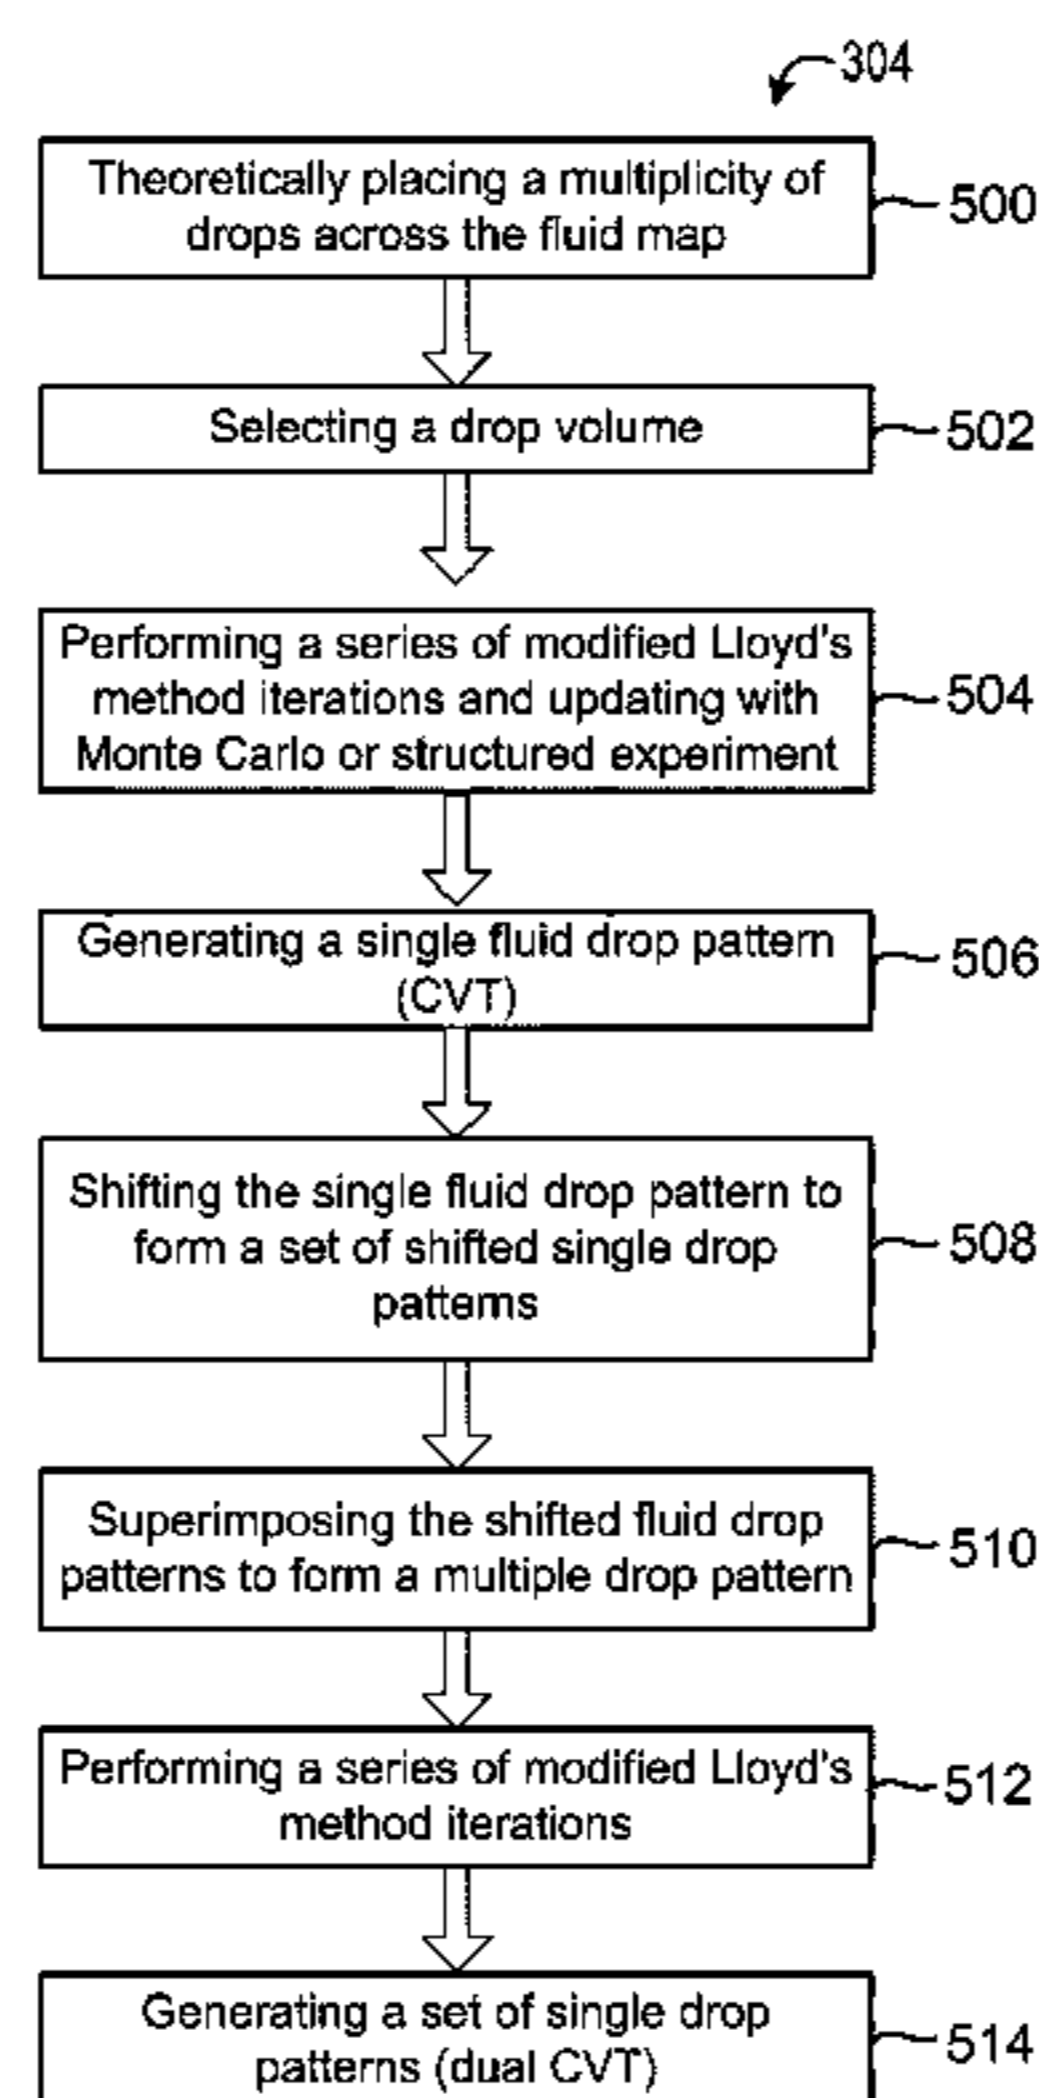 304
Theoretically placing a multiplicity of
drops across the fluid map
500
Selecting a drop volume
502
Performing a series of modified Lloyd's
method iterations and updating with
Monte Carlo or structured experiment
504
Generating a single fluid drop pattern
(CVT)
506
Shifting the single fluid drop pattern to
form a set of shifted single drop
patterns
508
Superimposing the shifted fluid drop
patterns to form a multiple drop pattern
510
Performing a series of modified Lloyd's
method iterations
512
Generating a set of single drop
patterns (dual CVT)
514